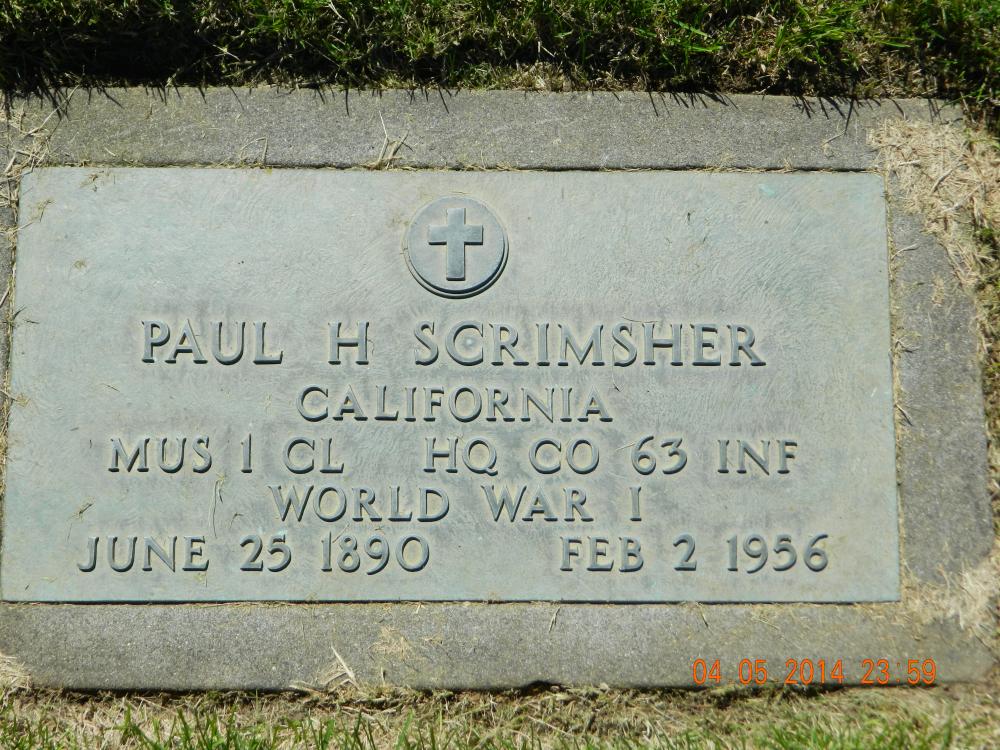 PAUL H SCRIMSHER
CALIFORNIA
MUS 1 CL HQ CO 63 INF
WORLD WAR I
JUNE 25 1890 FEB 2 1956
04 05 2014 23 59